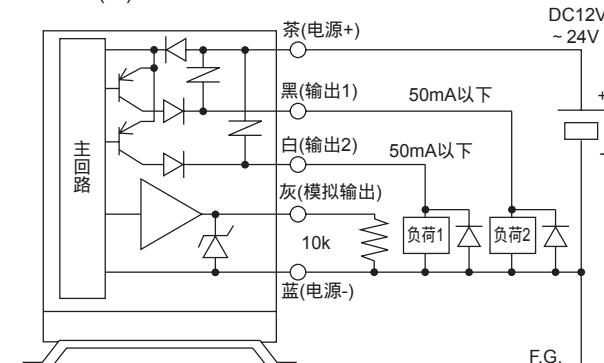 DC12V
~ 24V
茶(电源+)
+
黑(输出1)
50mA以下
-
白(输出2)
50mA以下
主回路
灰(模拟输出)
10k
负荷1
负荷2
蓝(电源-)
F.G.